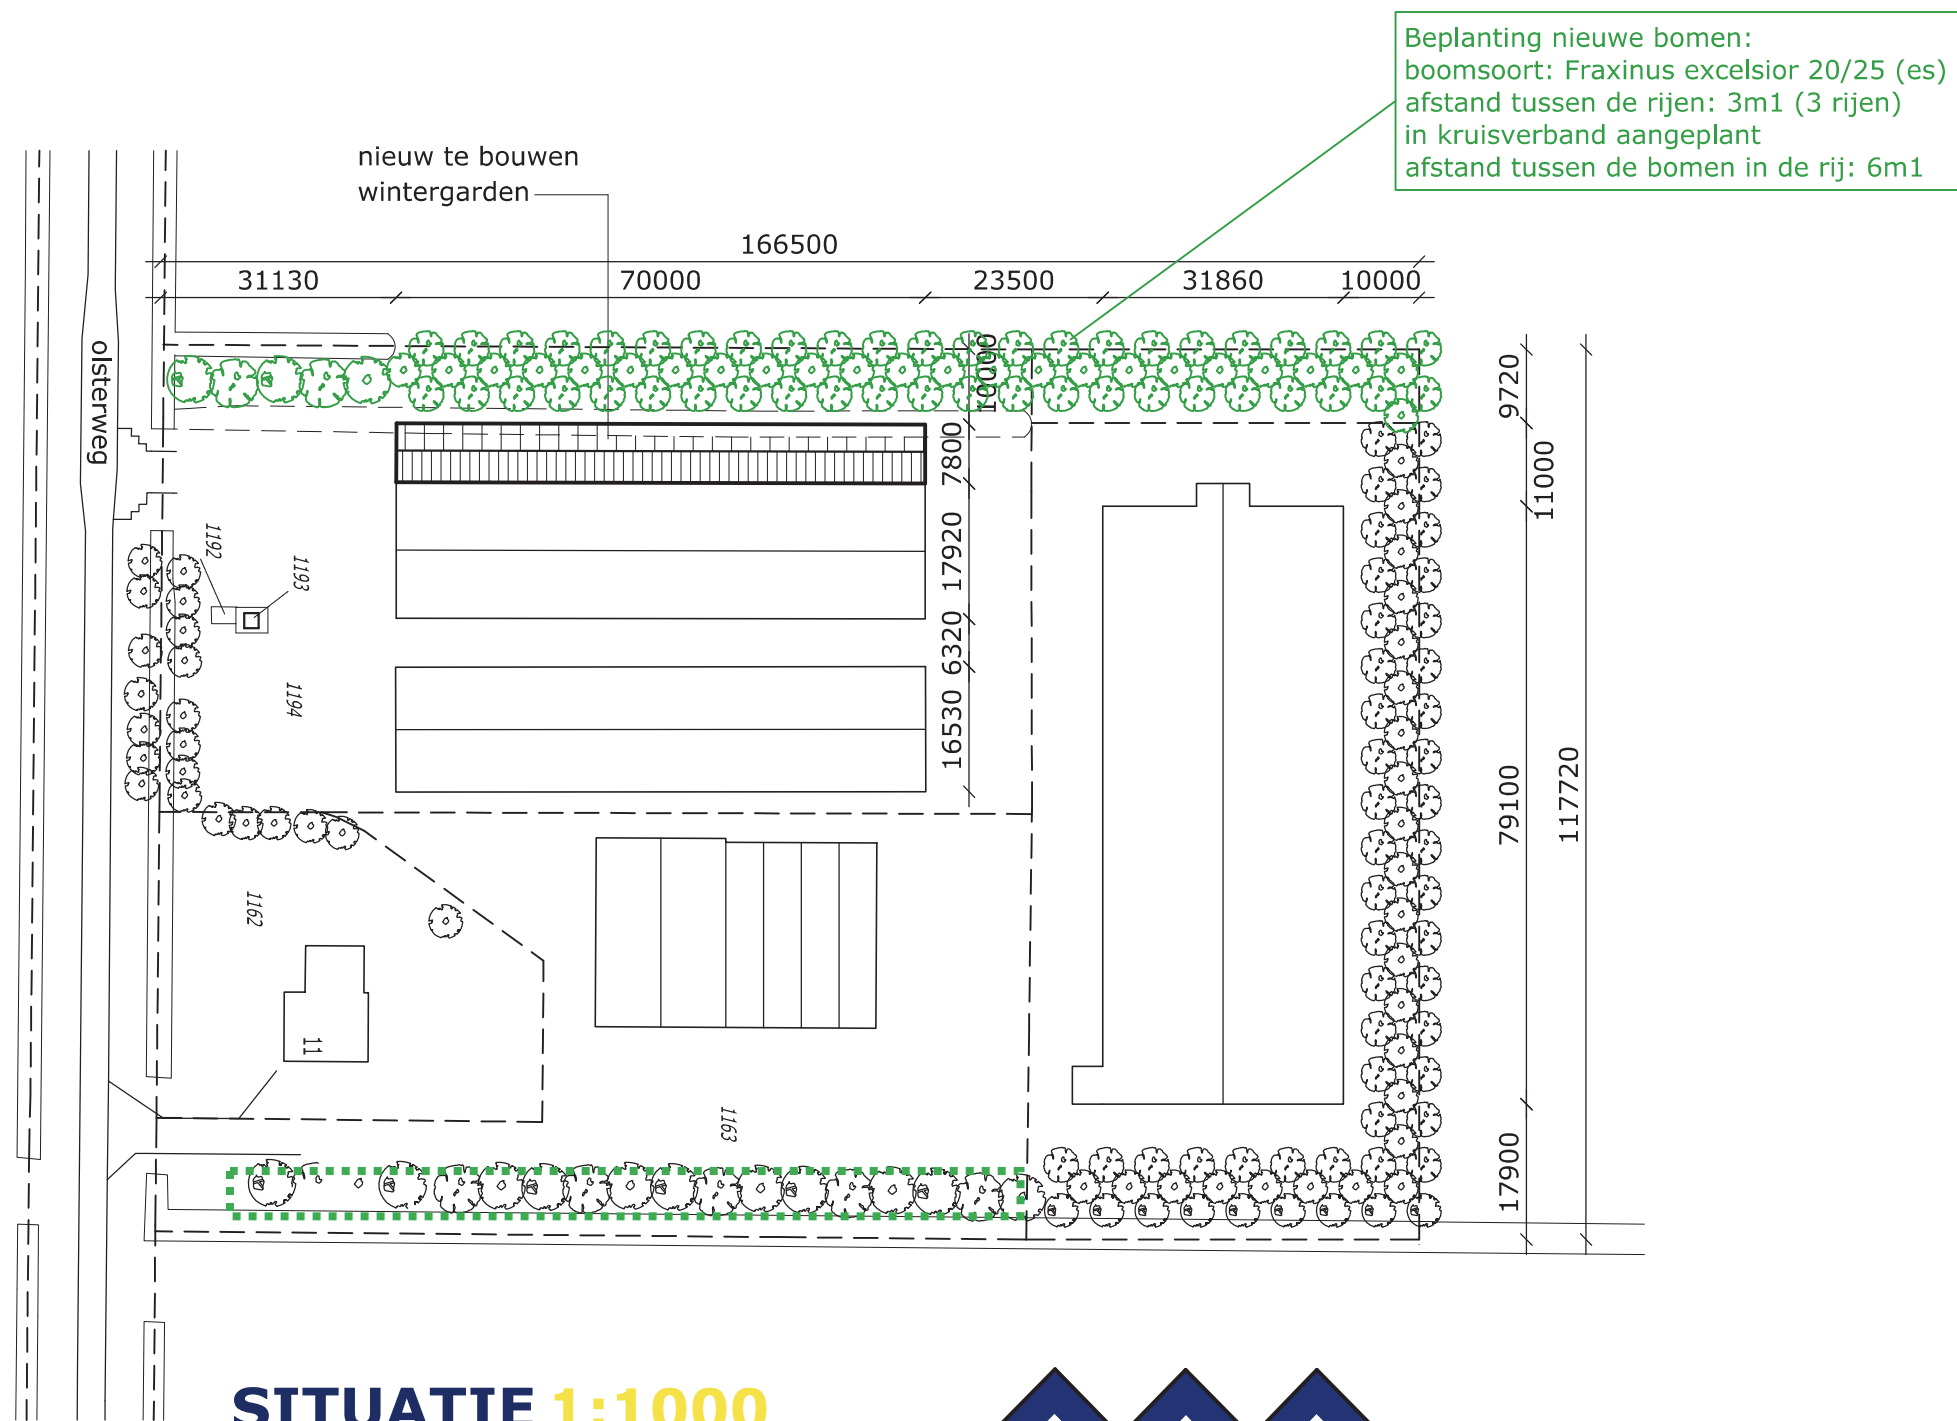 Beplanting nieuwe bomen:
boomsoort: Fraxinus excelsior 20/25 (es)
afstand tussen de rijen: 3m1 (3 rijen)
in kruisverband aangeplant
afstand tussen de bomen in de rij: 6m1
nieuw te bouwen
wintergarden
166500
31130
70000
23500
31860
10000
olsterweg
10000
7800
17920
6320
16530
9720
11000
79100
117720
17900
1192
1193
1194
1162
11
1163
SITUATIE 1:1000